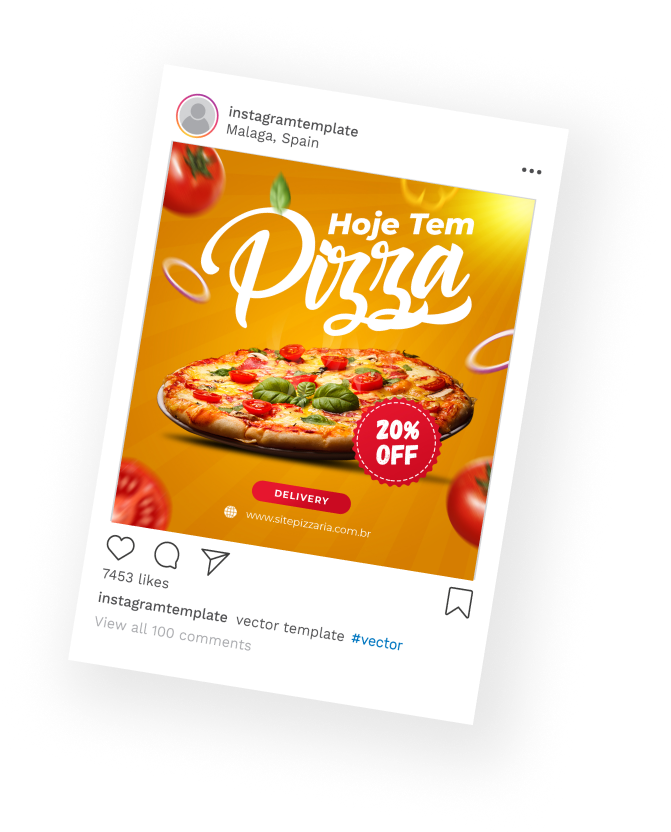 instagramtemplate
Malaga, Spain
Hoje Tem
Pizza
20%
OFF
DELIVERY
www.sitepizzaria.com.br
7453 likes
instagramtemplate vector template #vector
View all 100 comments